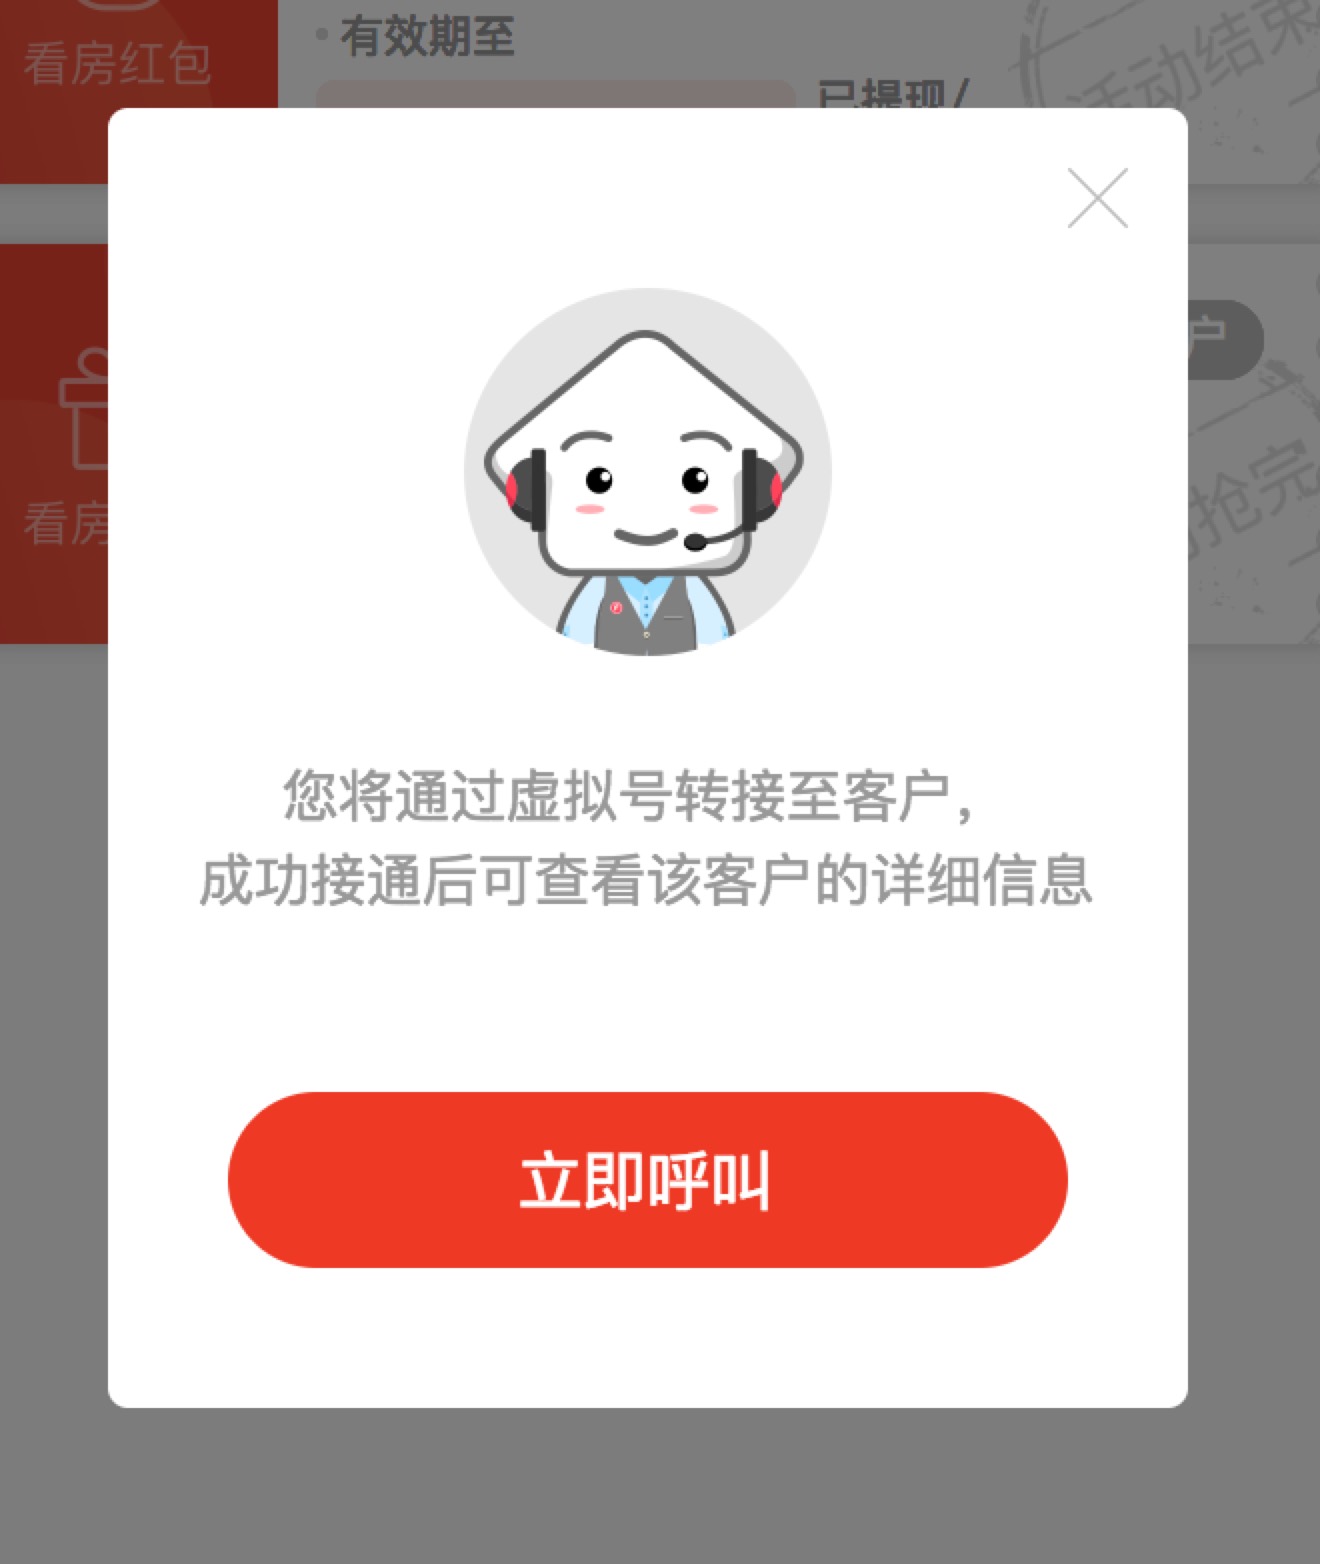 看房红包
有效期至
已提现/
活动结束
户
看房
抢完
您将通过虚拟号转接至客户，
成功接通后可查看该客户的详细信息
立即呼叫